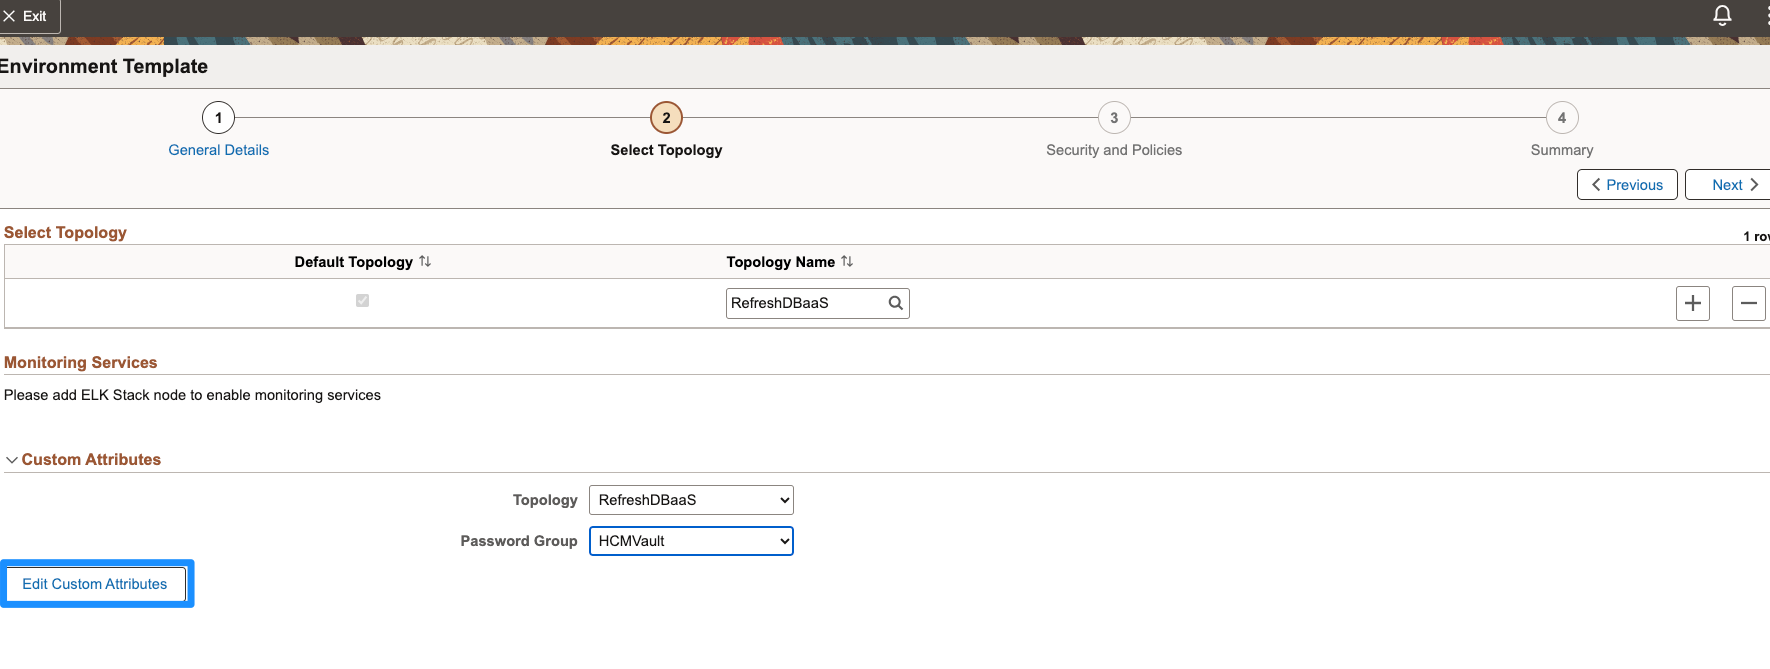 Exit
Environment Template
1
2
3
4
General Details
Select Topology
Security and Policies
Summary
Previous
Next
Select Topology
1 row
Default Topology
Topology Name
RefreshDBaaS
Monitoring Services
Please add ELK Stack node to enable monitoring services
Custom Attributes
Topology
RefreshDBaaS
Password Group
HCMVault
Edit Custom Attributes